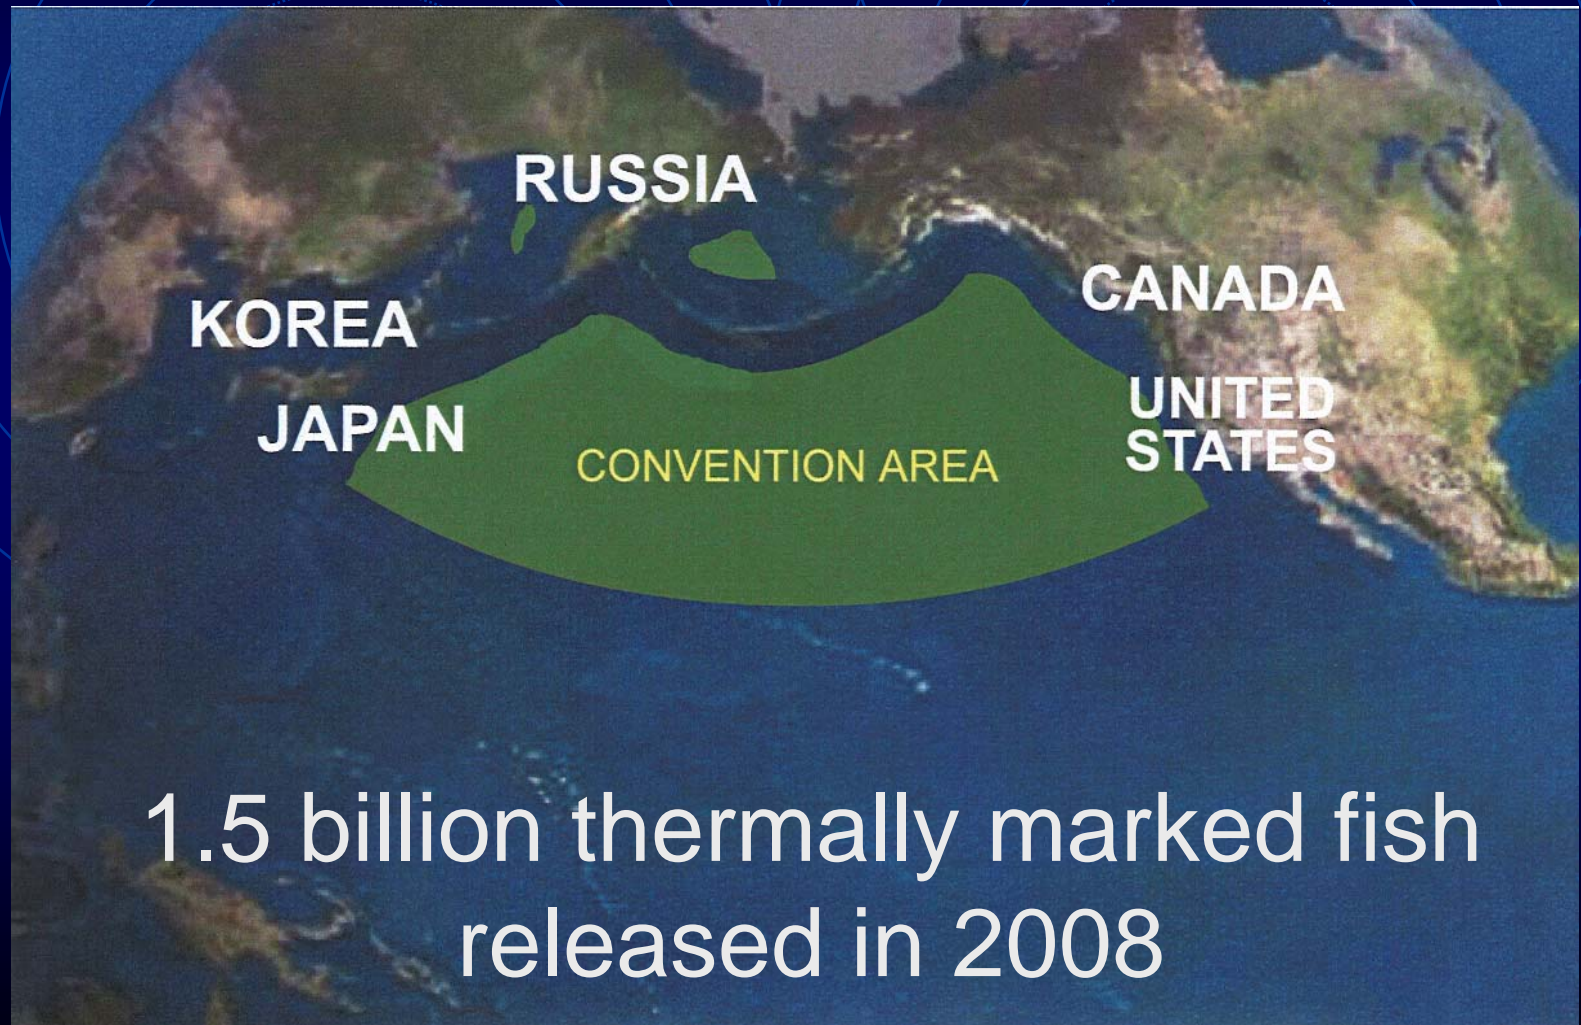 RUSSIA
CANADA
KOREA
UNITED
STATES
JAPAN
CONVENTION AREA
1.5 billion thermally marked fish
released in 2008